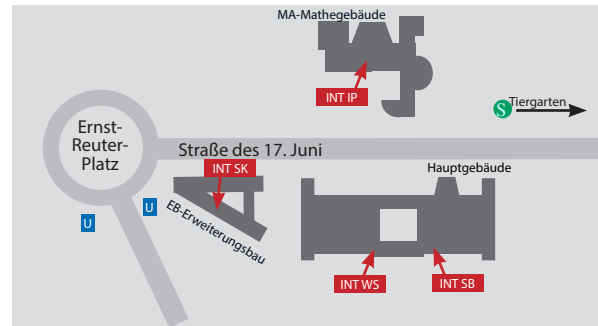 MA-Mathegebäude
INT IP
S Tiergarten
Ernst-
Reuter-
Platz
Straße des 17. Juni
INT SK
Hauptgebäude
EB-Erweiterungsbau
U
U
INT WS
INT SB